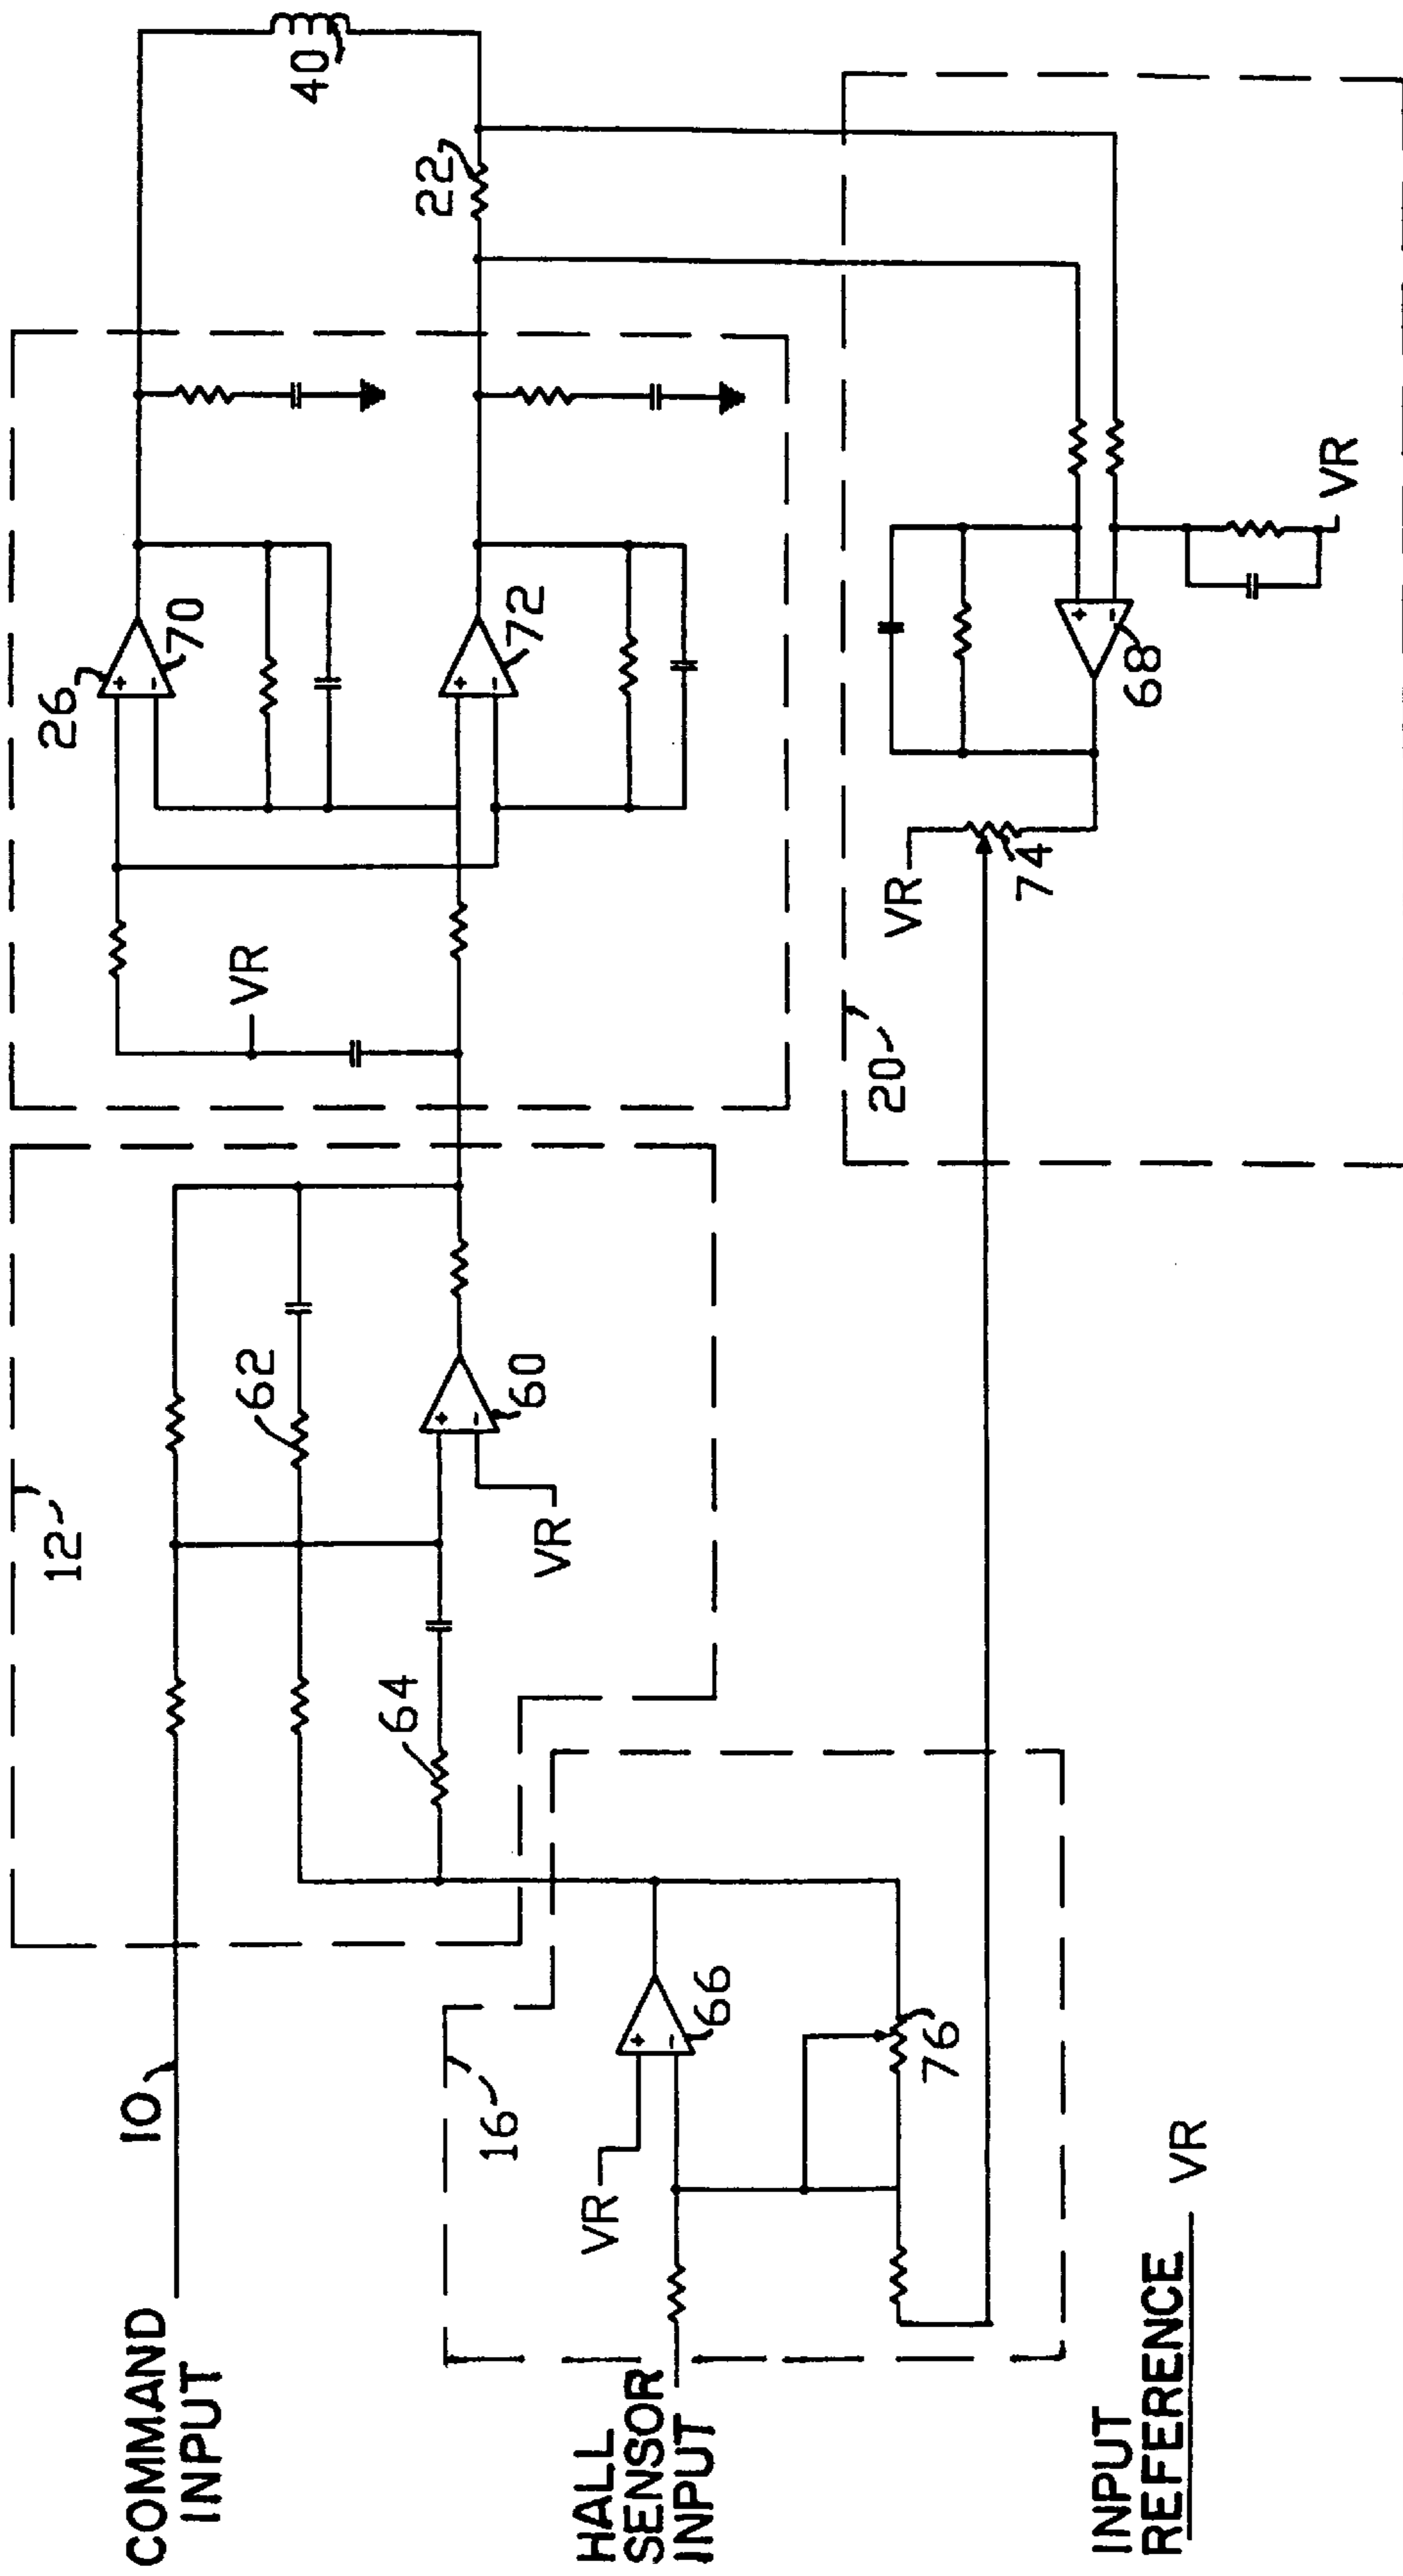 COMMAND
INPUT
10
12
62
64
60
VR
26
70
72
VR
40
22
HALL
SENSOR
INPUT
VR
66
16
76
20
VR
74
68
VR
INPUT
REFERENCE
VR